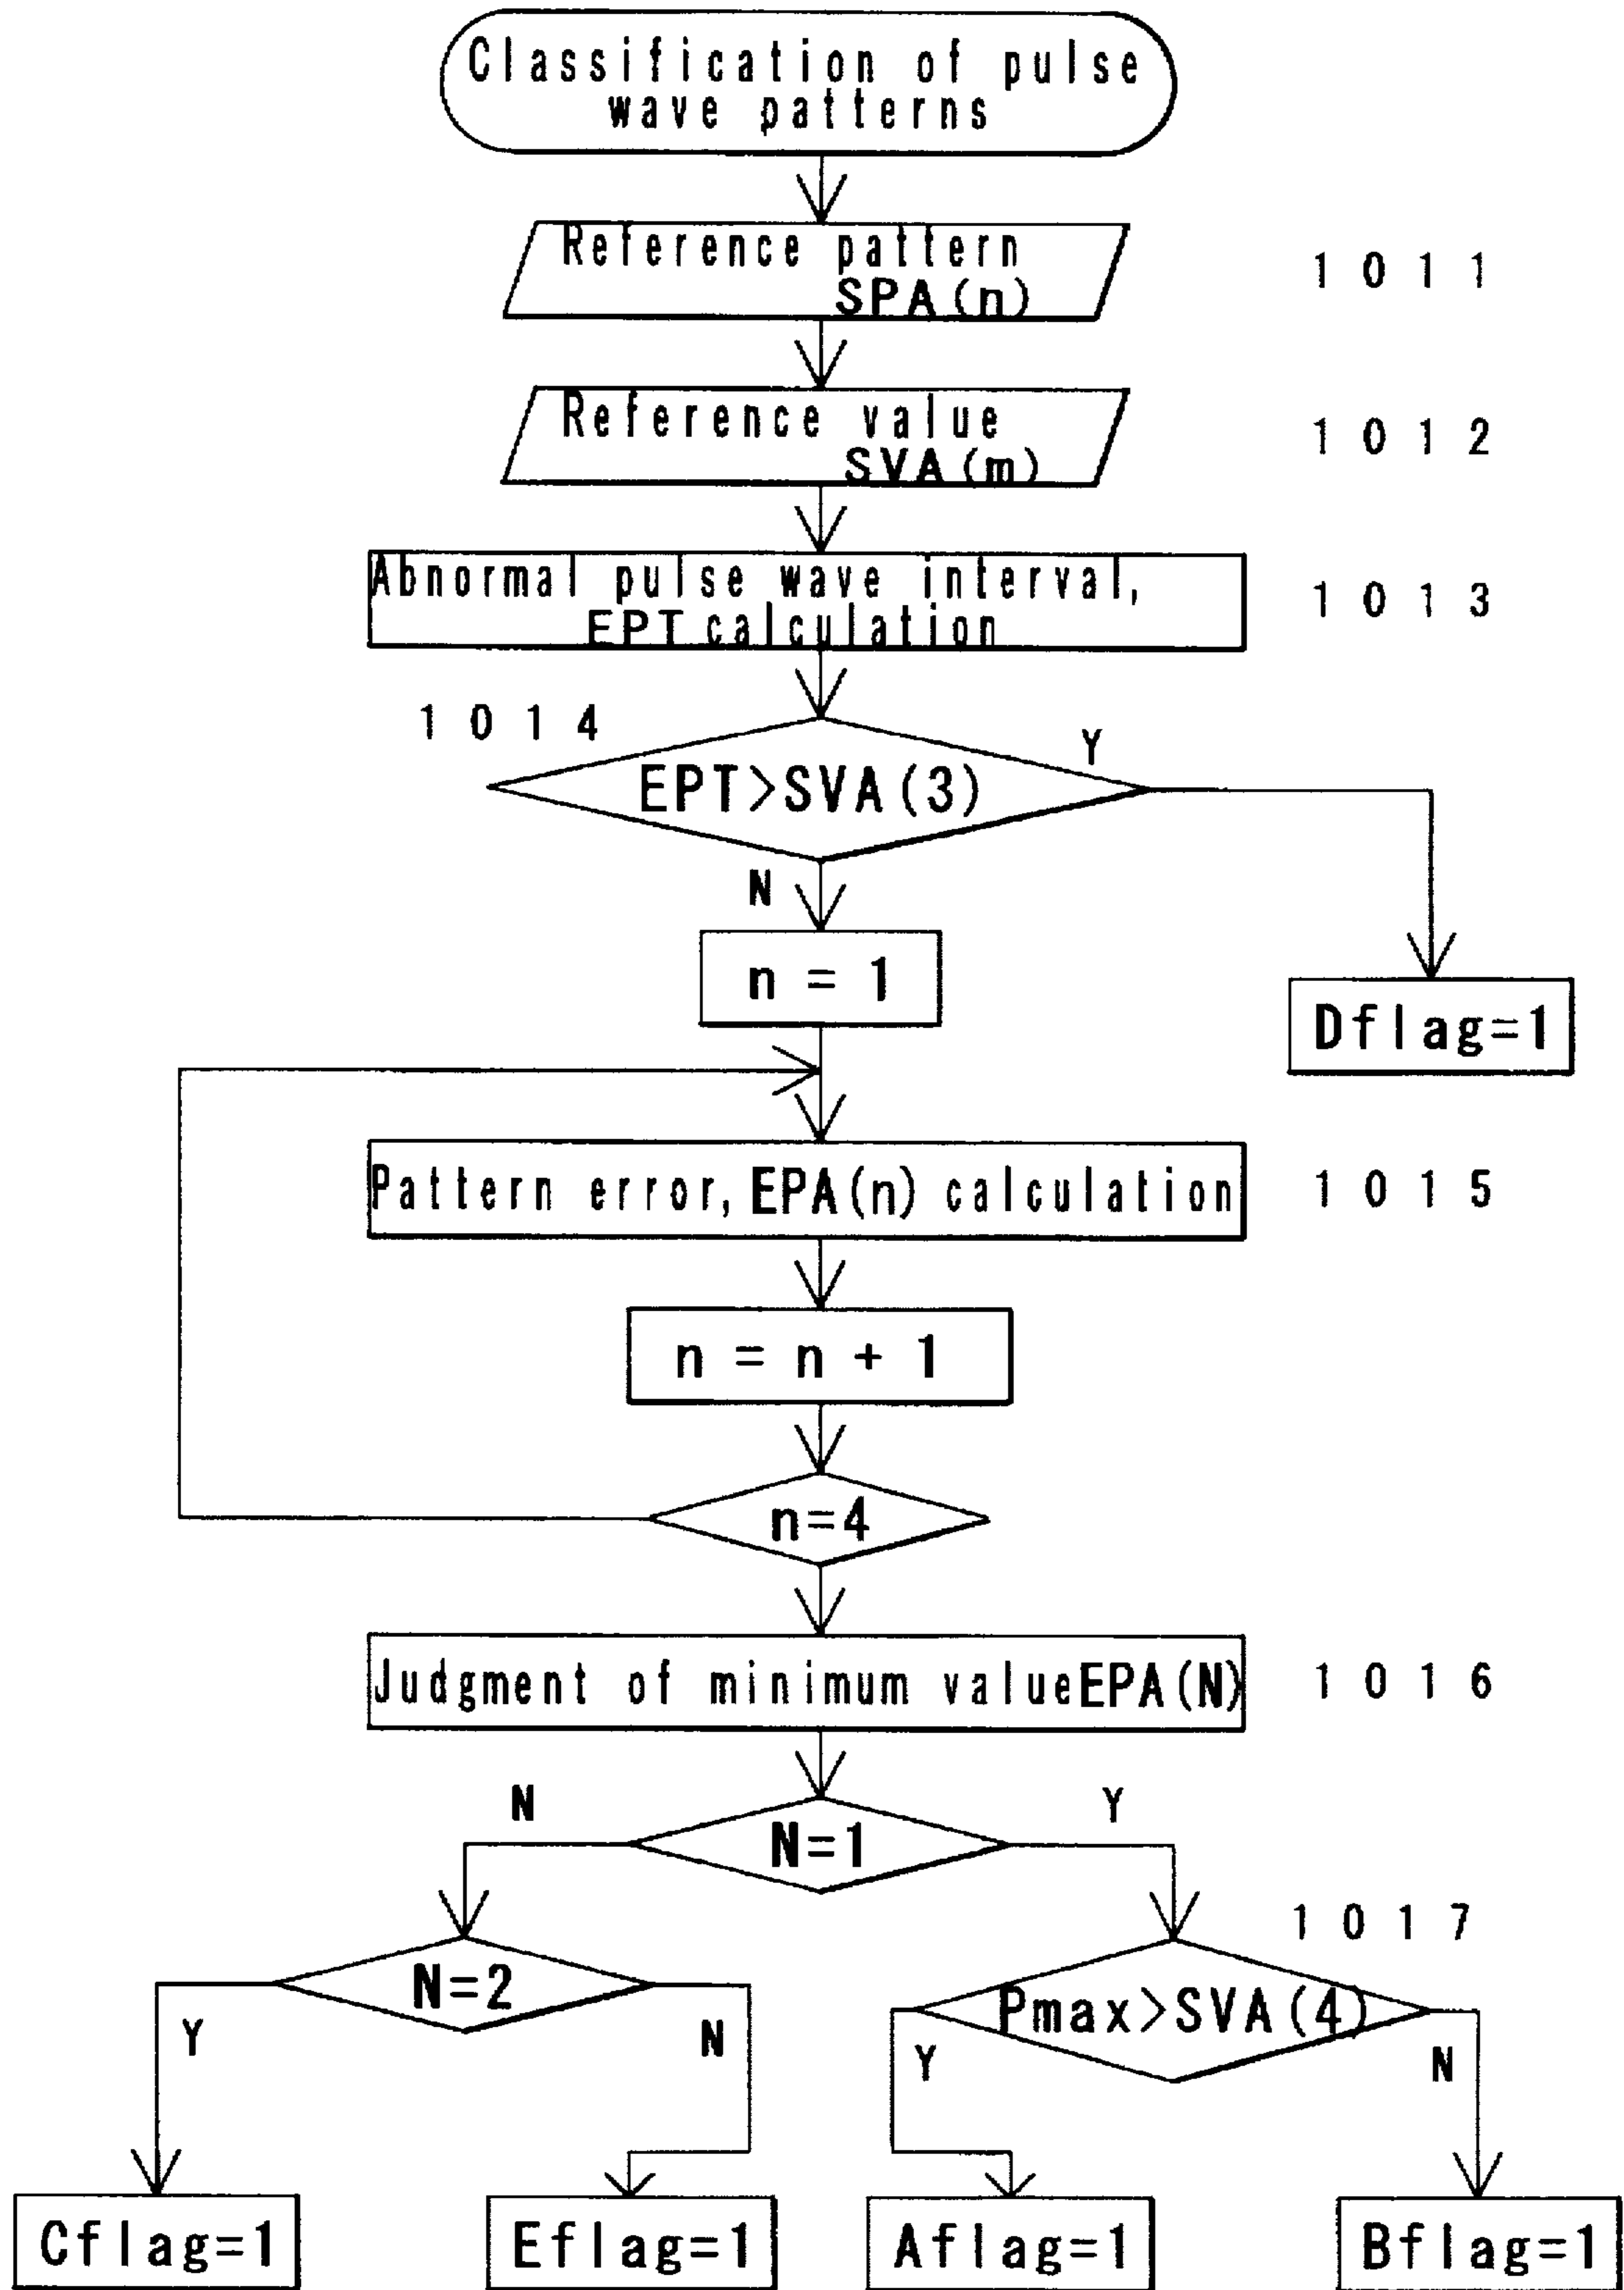 Classification of pulse
wave patterns
Reference pattern
SPA(n)
1011
Reference value
SVA(m)
1012
Abnormal pulse wave interval,
EPT calculation
1013
1014
EPT>SVA(3)
Y
N
n = 1
Dflag=1
Pattern error, EPA(n) calculation
1015
n = n + 1
n=4
Judgment of minimum valueEPA(N)
1016
N
Y
N=1
1017
N=2
Pmax>SVA(4)
Y
N
Y
N
Cflag=1
Eflag=1
Aflag=1
Bflag=1